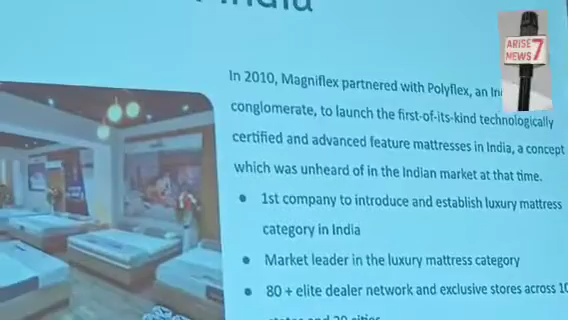 India
ARISE
NEWS 7
In 2010, Magniflex partnered with Polyflex, an
conglomerate, to launch the first-of-its-kind technologically
certified and advanced feature mattresses in India, a concept
which was unheard of in the Indian market at that time.
• 1st company to introduce and establish luxury mattress
category in India
• Market leader in the luxury mattress category
• 80 + elite dealer network and exclusive stores across